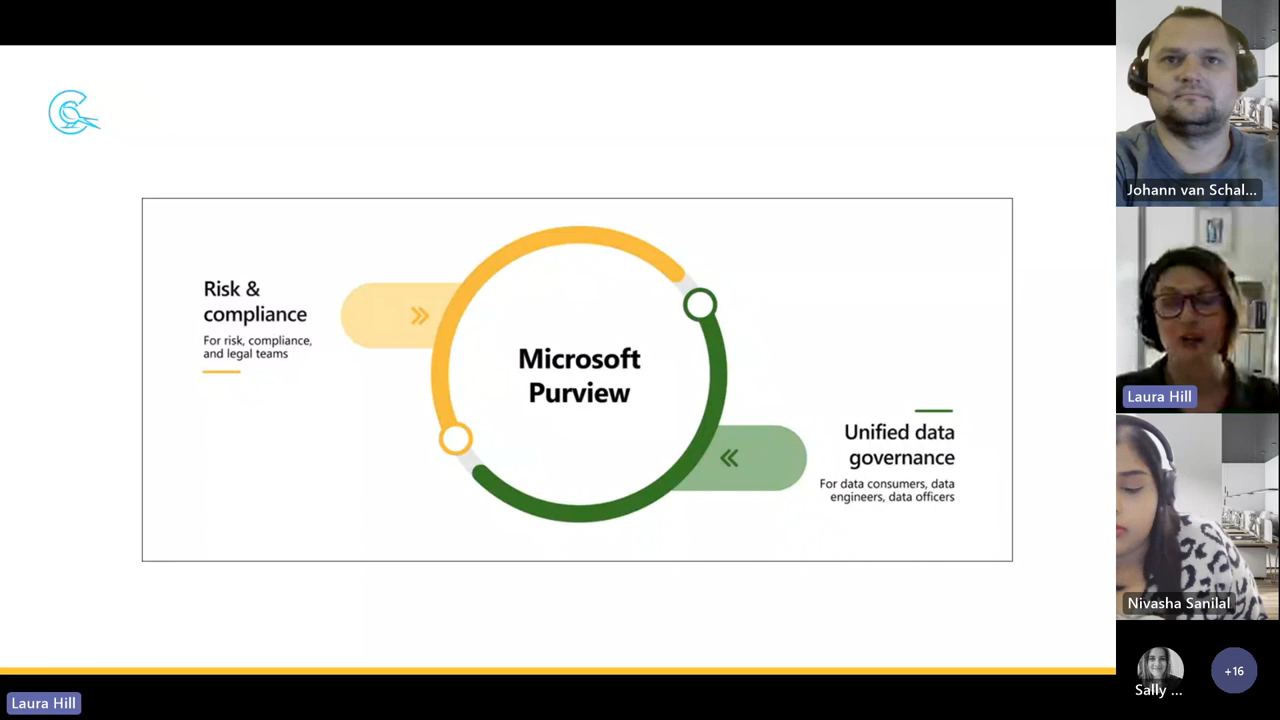 Risk &
compliance
For risk, compliance,
and legal teams
Microsoft
Purview
Unified data
governance
For data consumers, data
engineers, data officers
Johann van Schal...
Laura Hill
Nivasha Sanilal
Sally ...
+16
Laura Hill